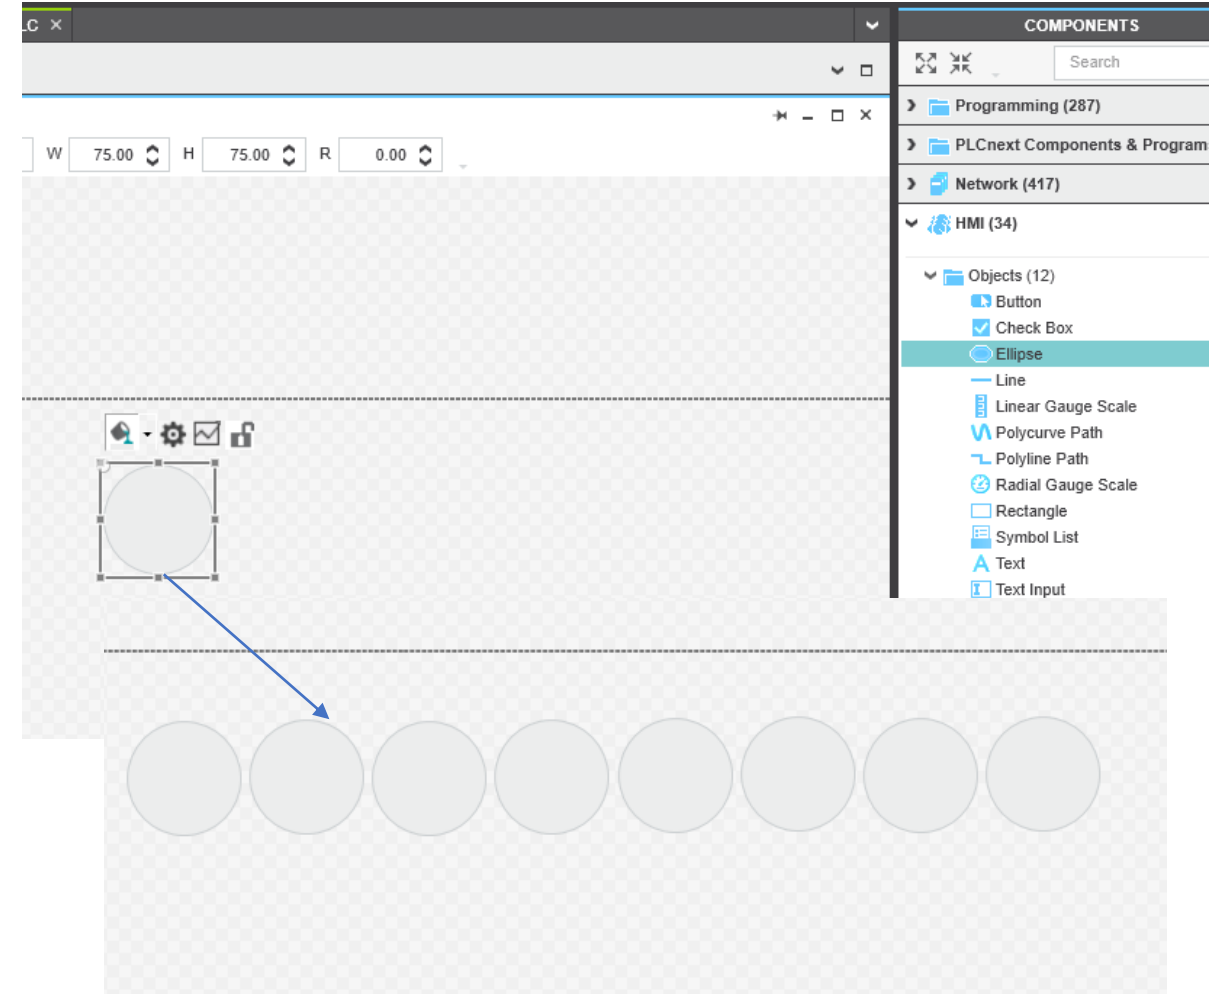 LC
COMPONENTS
Search
Programming (287)
PLCnext Components & Program
W 75.00 H 75.00 R 0.00
Network (417)
HMI (34)
Objects (12)
Button
Check Box
Ellipse
Line
Linear Gauge Scale
Polycurve Path
Polyline Path
Radial Gauge Scale
Rectangle
Symbol List
Text
Text Input